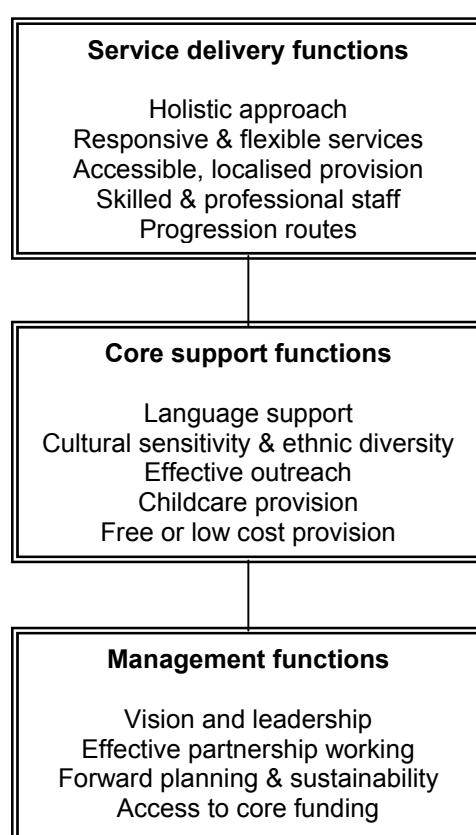 Service delivery functions
Holistic approach
Responsive & flexible services
Accessible, localised provision
Skilled & professional staff
Progression routes
Core support functions
Language support
Cultural sensitivity & ethnic diversity
Effective outreach
Childcare provision
Free or low cost provision
Management functions
Vision and leadership
Effective partnership working
Forward planning & sustainability
Access to core funding